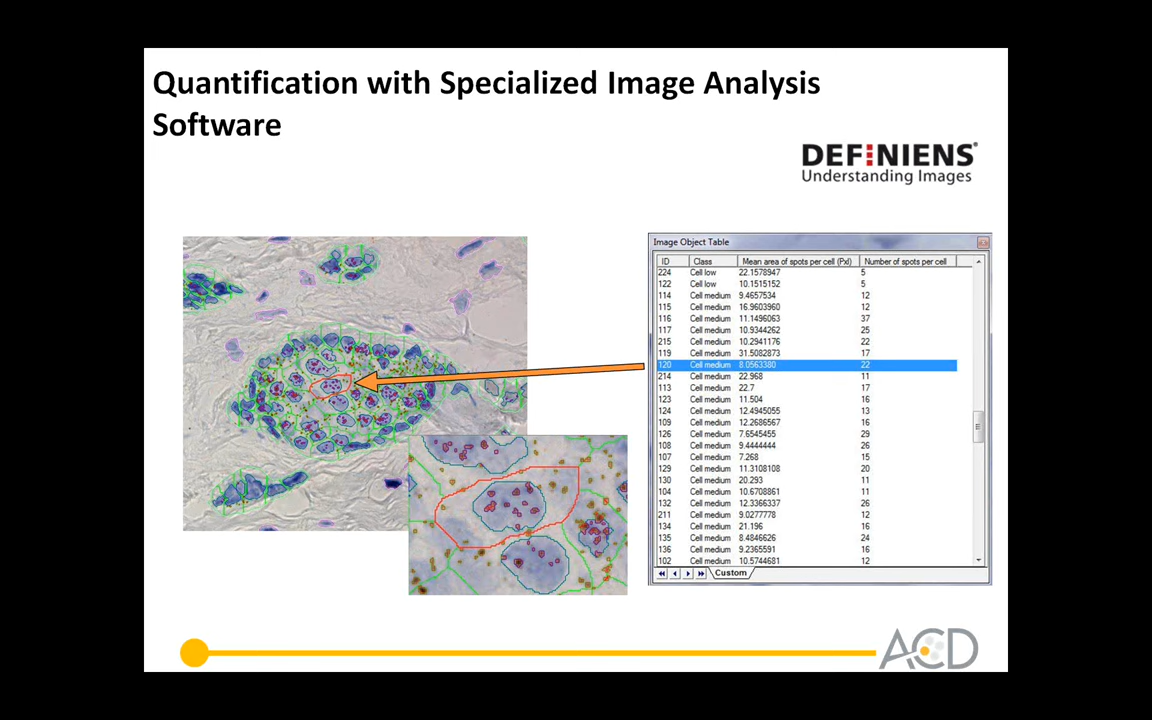 Quantification with Specialized Image Analysis
Software
DEFINIENS
Understanding Images
Image Object Table
ID Class Mean area of spots per cell (Pxl) Number of spots per cell
224 Cell low 22.1578947 5
122 Cell low 10.1515152 5
114 Cell medium 9.4657534 12
115 Cell medium 16.9603960 12
116 Cell medium 11.1496063 37
117 Cell medium 10.9344262 25
215 Cell medium 10.2941176 22
119 Cell medium 31.5082873 17
120 Cell medium 8.0563380 22
214 Cell medium 22.968 11
113 Cell medium 22.7 17
123 Cell medium 11.504 16
124 Cell medium 12.4945055 13
109 Cell medium 12.2686567 16
126 Cell medium 7.6545455 29
108 Cell medium 9.4444444 26
107 Cell medium 7.268 15
129 Cell medium 11.3108108 20
130 Cell medium 20.293 11
104 Cell medium 10.6708861 11
132 Cell medium 12.3366337 26
211 Cell medium 9.0277778 12
134 Cell medium 21.196 16
135 Cell medium 8.4846626 24
136 Cell medium 9.2365591 16
102 Cell medium 10.5744681 12
Custom
ACD